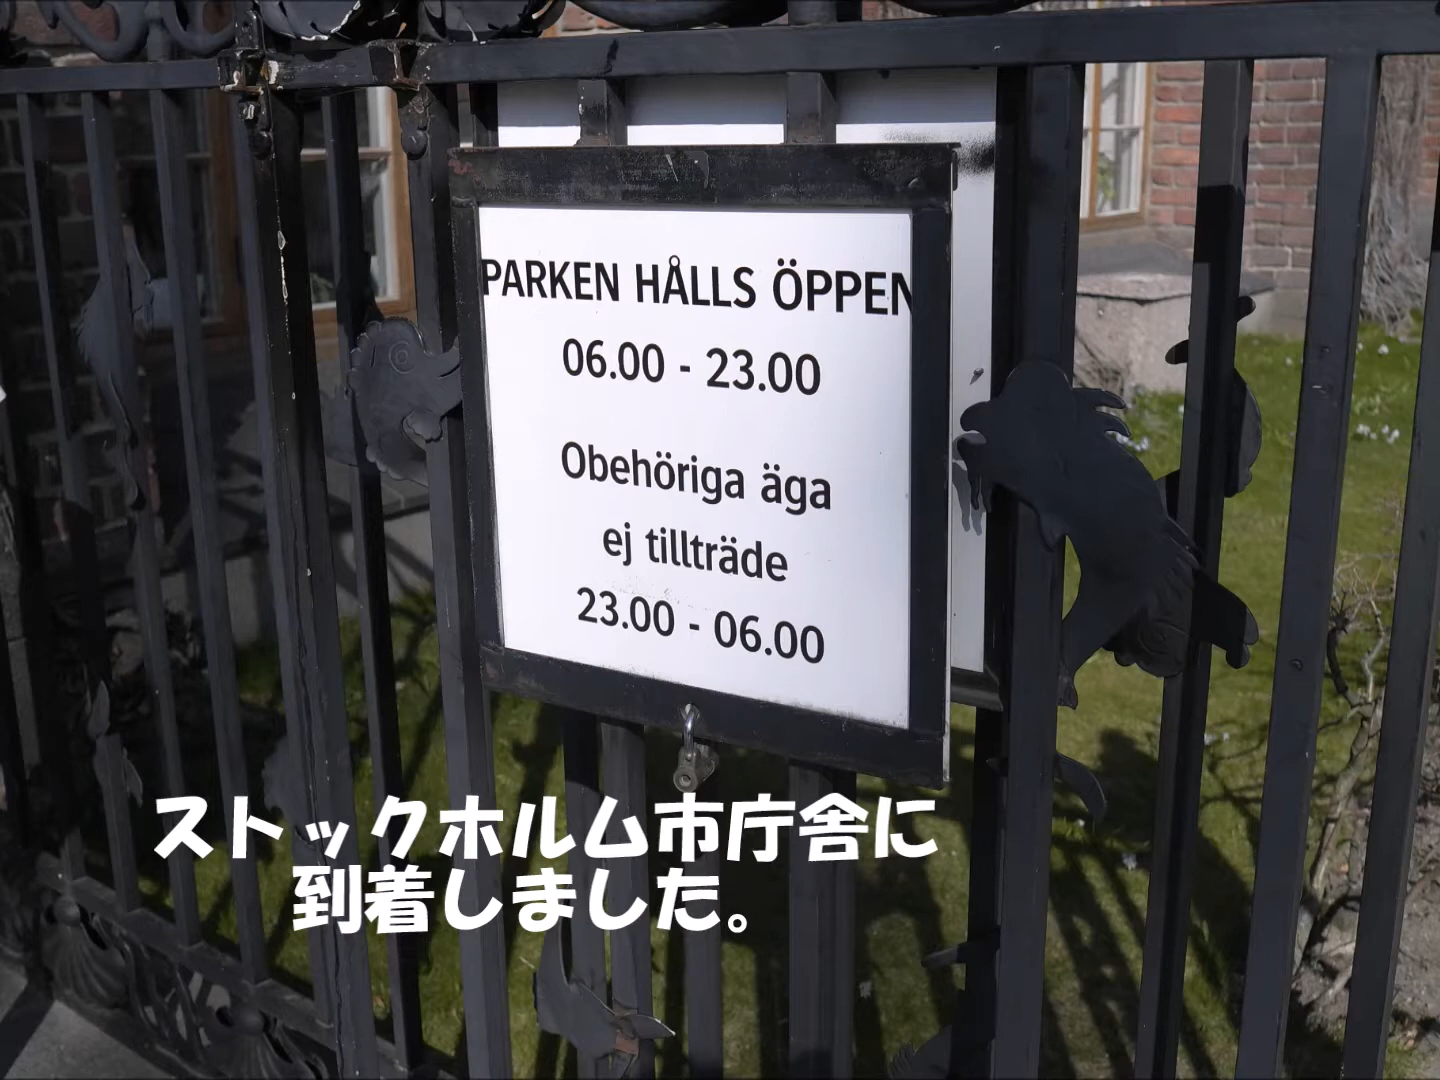 PARKEN HÅLLS ÖPPEN
06.00 - 23.00
Obehöriga äga
ej tillträde
23.00 - 06.00
ストックホルム市庁舎に
到着しました。